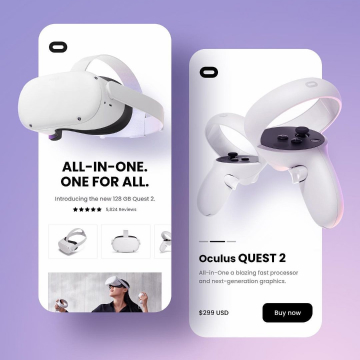 ALL-IN-ONE.
ONE FOR ALL.
Introducing the new 128 GB Quest 2.
5,824 Reviews
Oculus QUEST 2
All-in-One a blazing fast processor
and next-generation graphics.
$299 USD
Buy now